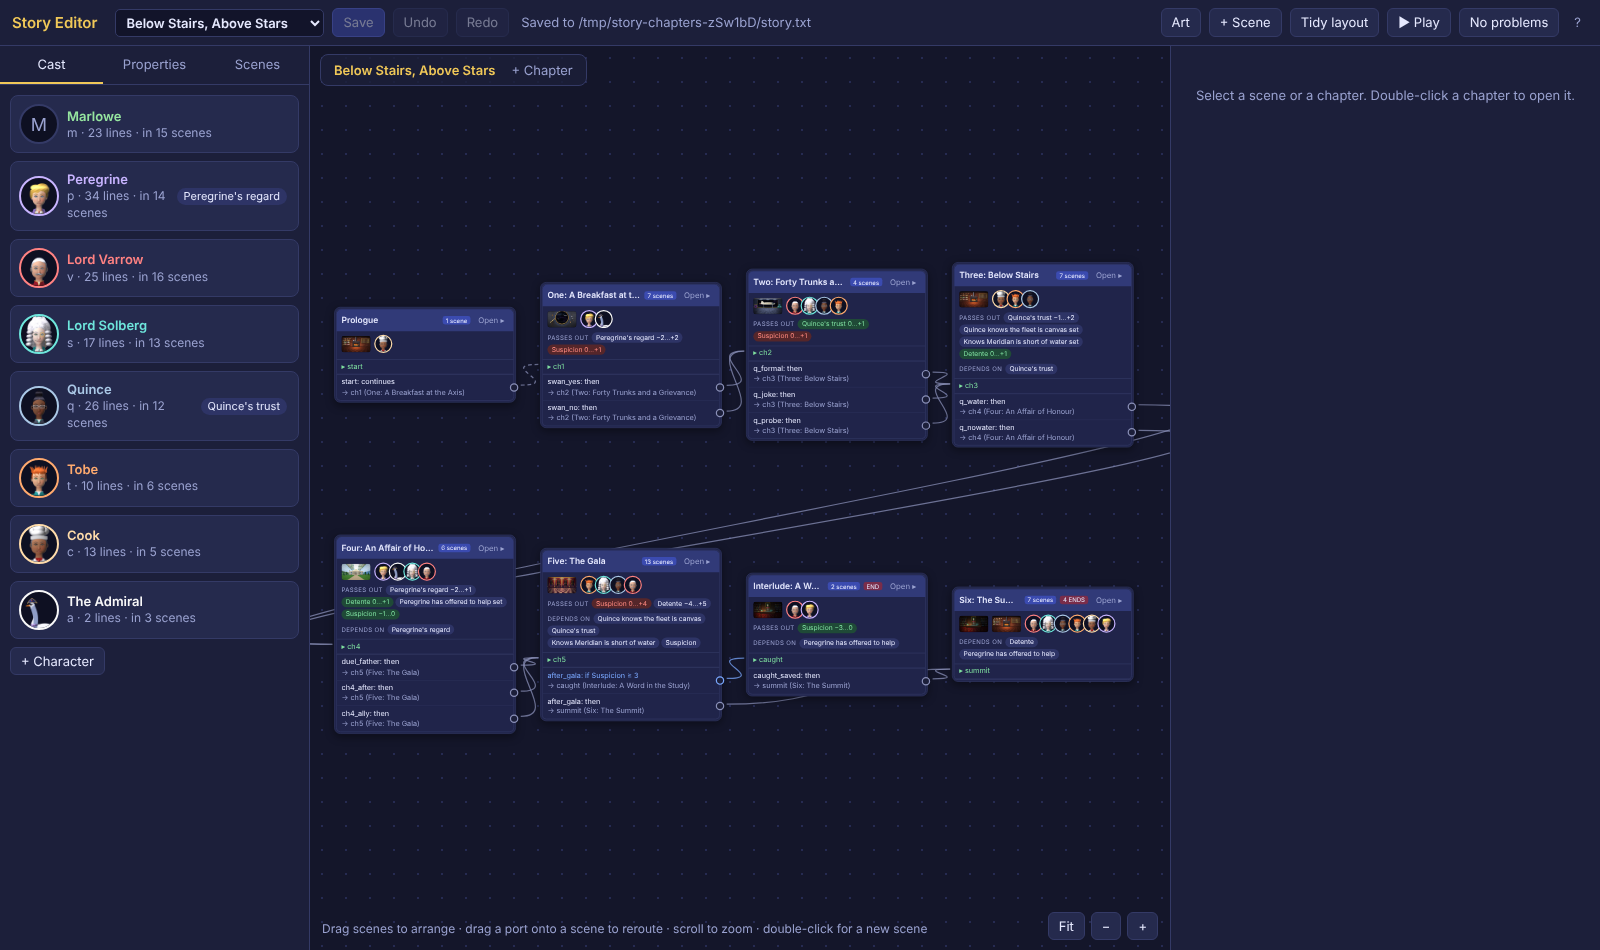 Story Editor
Below Stairs, Above Stars
Save
Undo
Redo
Saved to /tmp/story-chapters-zSw1bD/story.txt
Art
+ Scene
Tidy layout
▶ Play
No problems
?
Cast
Properties
Scenes
M
Marlowe
m · 23 lines · in 15 scenes
Peregrine
p · 34 lines · in 14 scenes
Peregrine's regard
Lord Varrow
v · 25 lines · in 16 scenes
Lord Solberg
s · 17 lines · in 13 scenes
Quince
q · 26 lines · in 12 scenes
Quince's trust
Tobe
t · 10 lines · in 6 scenes
Cook
c · 13 lines · in 5 scenes
The Admiral
a · 2 lines · in 3 scenes
+ Character
Below Stairs, Above Stars
+ Chapter
Prologue
1 scene
Open ▸
▸ start
start: continues
→ ch1 (One: A Breakfast at the Axis)
One: A Breakfast at t...
7 scenes
Open ▸
PASSES OUT Peregrine's regard −2...+2
Suspicion 0...+1
▸ ch1
swan_yes: then
→ ch2 (Two: Forty Trunks and a Grievance)
swan_no: then
→ ch2 (Two: Forty Trunks and a Grievance)
Two: Forty Trunks a...
4 scenes
Open ▸
PASSES OUT Quince's trust 0...+1
Suspicion 0...+1
▸ ch2
q_formal: then
→ ch3 (Three: Below Stairs)
q_joke: then
→ ch3 (Three: Below Stairs)
q_probe: then
→ ch3 (Three: Below Stairs)
Three: Below Stairs
7 scenes
Open ▸
PASSES OUT Quince's trust −1...+2
Quince knows the fleet is canvas set
Knows Meridian is short of water set
Detente 0...+1
DEPENDS ON Quince's trust
▸ ch3
q_water: then
→ ch4 (Four: An Affair of Honour)
q_nowater: then
→ ch4 (Four: An Affair of Honour)
Four: An Affair of Ho...
6 scenes
Open ▸
PASSES OUT Peregrine's regard −2...+1
Detente 0...+1 Peregrine has offered to help set
Suspicion −1...0
DEPENDS ON Peregrine's regard
▸ ch4
duel_father: then
→ ch5 (Five: The Gala)
ch4_after: then
→ ch5 (Five: The Gala)
ch4_ally: then
→ ch5 (Five: The Gala)
Five: The Gala
13 scenes
Open ▸
PASSES OUT Suspicion 0...+4 Detente −4...+5
DEPENDS ON Quince knows the fleet is canvas
Quince's trust
Knows Meridian is short of water Suspicion
▸ ch5
after_gala: if Suspicion ≥ 3
→ caught (Interlude: A Word in the Study)
after_gala: then
→ summit (Six: The Summit)
Interlude: A W...
2 scenes
END
Open ▸
PASSES OUT Suspicion −3...0
DEPENDS ON Peregrine has offered to help
▸ caught
caught_saved: then
→ summit (Six: The Summit)
Six: The Su...
7 scenes
4 ENDS
Open ▸
DEPENDS ON Detente
Peregrine has offered to help
▸ summit
Select a scene or a chapter. Double-click a chapter to open it.
Drag scenes to arrange · drag a port onto a scene to reroute · scroll to zoom · double-click for a new scene
Fit
−
+